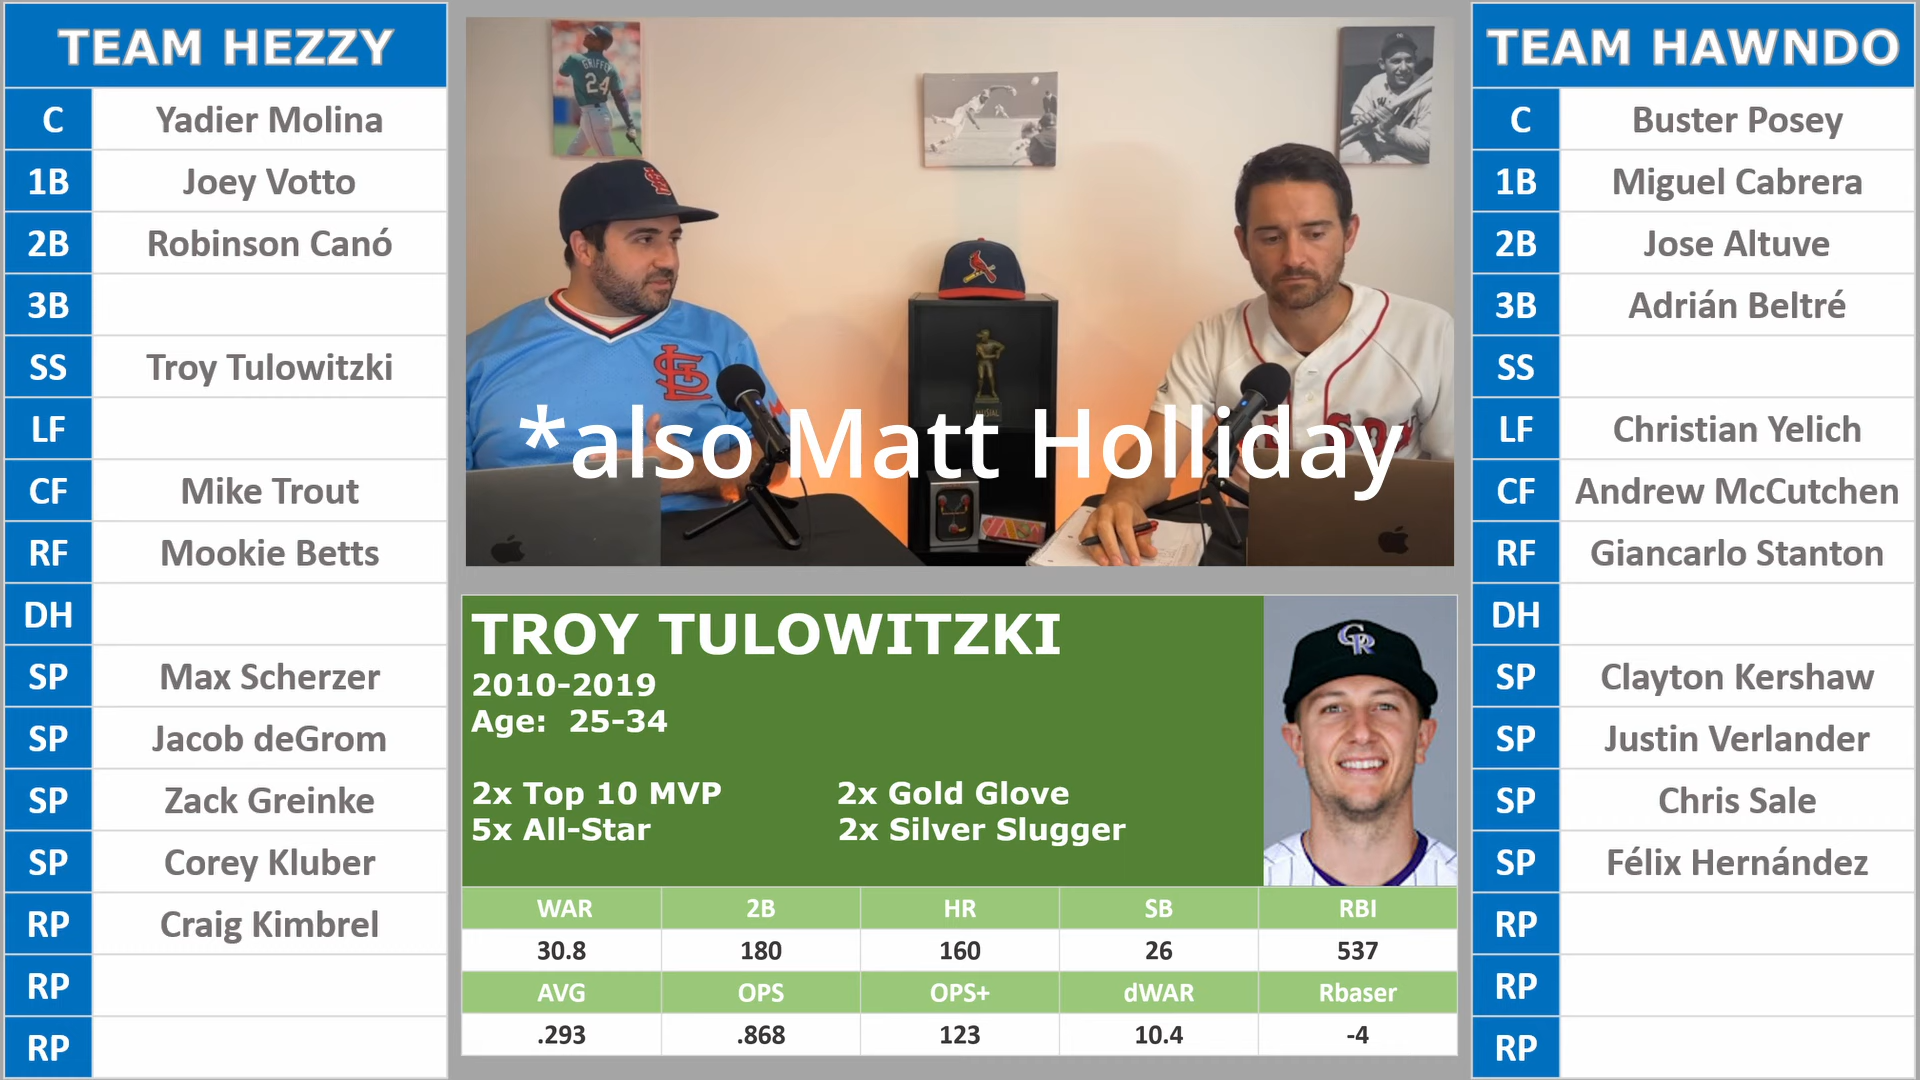 TEAM HEZZY
C Yadier Molina
1B Joey Votto
2B Robinson Canó
3B
SS Troy Tulowitzki
LF
CF Mike Trout
RF Mookie Betts
DH
SP Max Scherzer
SP Jacob deGrom
SP Zack Greinke
SP Corey Kluber
RP Craig Kimbrel
RP
RP
GRIFFEY
24
*also Matt Holliday
TROY TULOWITZKI
2010-2019
Age: 25-34
2x Top 10 MVP 2x Gold Glove
5x All-Star 2x Silver Slugger
WAR 2B HR SB RBI
30.8 180 160 26 537
AVG OPS OPS+ dWAR Rbaser
.293 .868 123 10.4 -4
TEAM HAWNDO
C Buster Posey
1B Miguel Cabrera
2B Jose Altuve
3B Adrián Beltré
SS
LF Christian Yelich
CF Andrew McCutchen
RF Giancarlo Stanton
DH
SP Clayton Kershaw
SP Justin Verlander
SP Chris Sale
SP Félix Hernández
RP
RP
RP